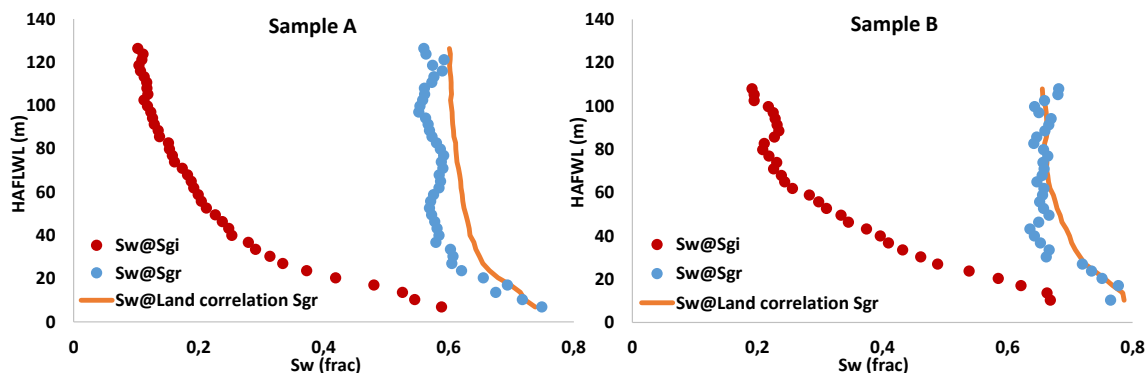 Sample A
HAFLWL (m)
140
120
100
80
60
40
20
0
Sw@Sgi
Sw@Sgr
Sw@Land correlation Sgr
0
0,2
0,4
0,6
0,8
Sw (frac)
Sample B
HAFWL (m)
140
120
100
80
60
40
20
0
Sw@Sgi
Sw@Sgr
Sw@Land correlation Sgr
0
0,2
0,4
0,6
0,8
Sw (frac)